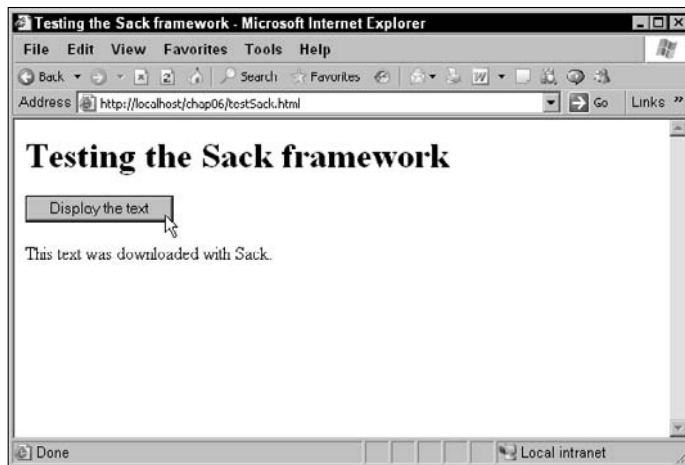 Testing the Sack framework - Microsoft Internet Explorer
File Edit View Favorites Tools Help
Back Search Favorites
Address http://localhost/chap06/testSack.html Go Links »
Testing the Sack framework
Display the text
This text was downloaded with Sack.
Done Local intranet